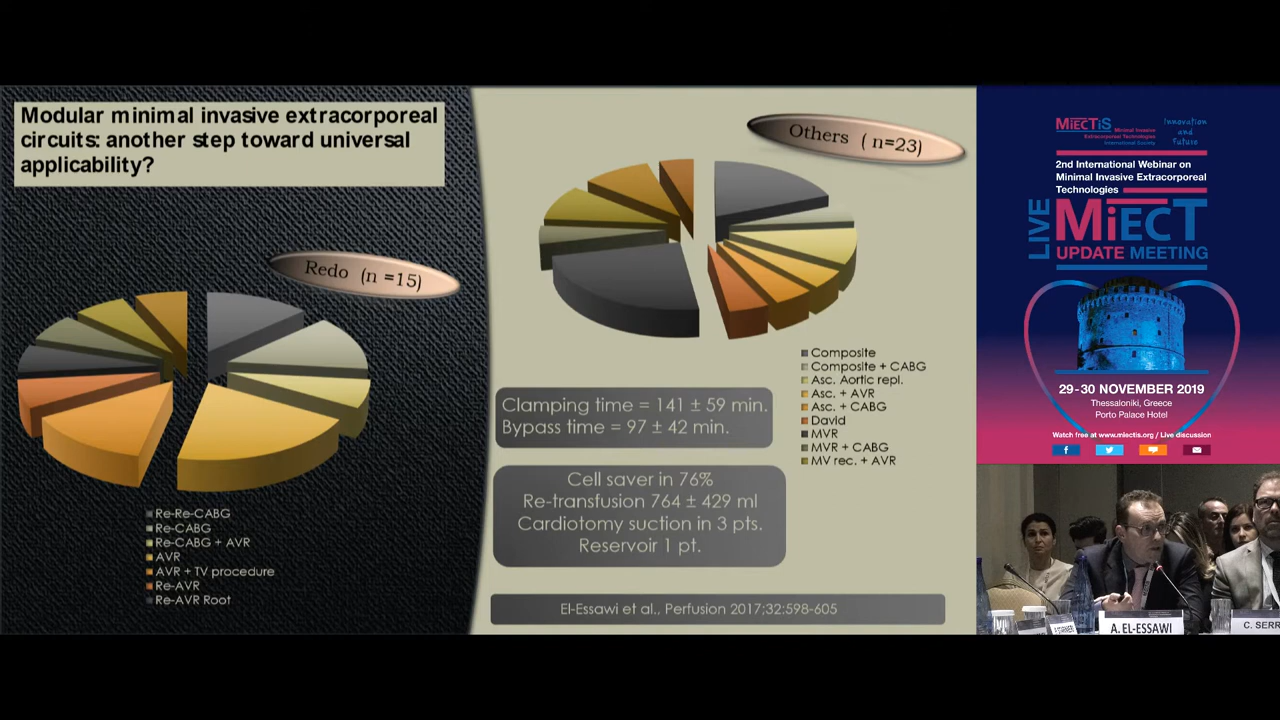 Modular minimal invasive extracorporeal
circuits: another step toward universal
applicability?
Redo (n =15)
Re-Re-CABG
Re-CABG
Re-CABG + AVR
AVR
AVR + TV procedure
Re-AVR
Re-AVR Root
Others ( n=23)
Composite
Composite + CABG
Asc. Aortic repl.
Asc. + AVR
Asc. + CABG
David
MVR
MVR + CABG
MV rec. + AVR
Clamping time = 141 ± 59 min.
Bypass time = 97 ± 42 min.
Cell saver in 76%
Re-transfusion 764 ± 429 ml
Cardiotomy suction in 3 pts.
Reservoir 1 pt.
El-Essawi et al., Perfusion 2017;32:598-605
MiECTiS
Minimal Invasive
Extracorporeal Technologies
International Society
Innovation
and
Future
2nd International Webinar on
Minimal Invasive Extracorporeal
Technologies
LIVE
MiECT
UPDATE MEETING
29-30 NOVEMBER 2019
Thessaloniki, Greece
Porto Palace Hotel
Watch free at www.miectis.org / Live discussion
A. EL-ESSAWI
C. SERR